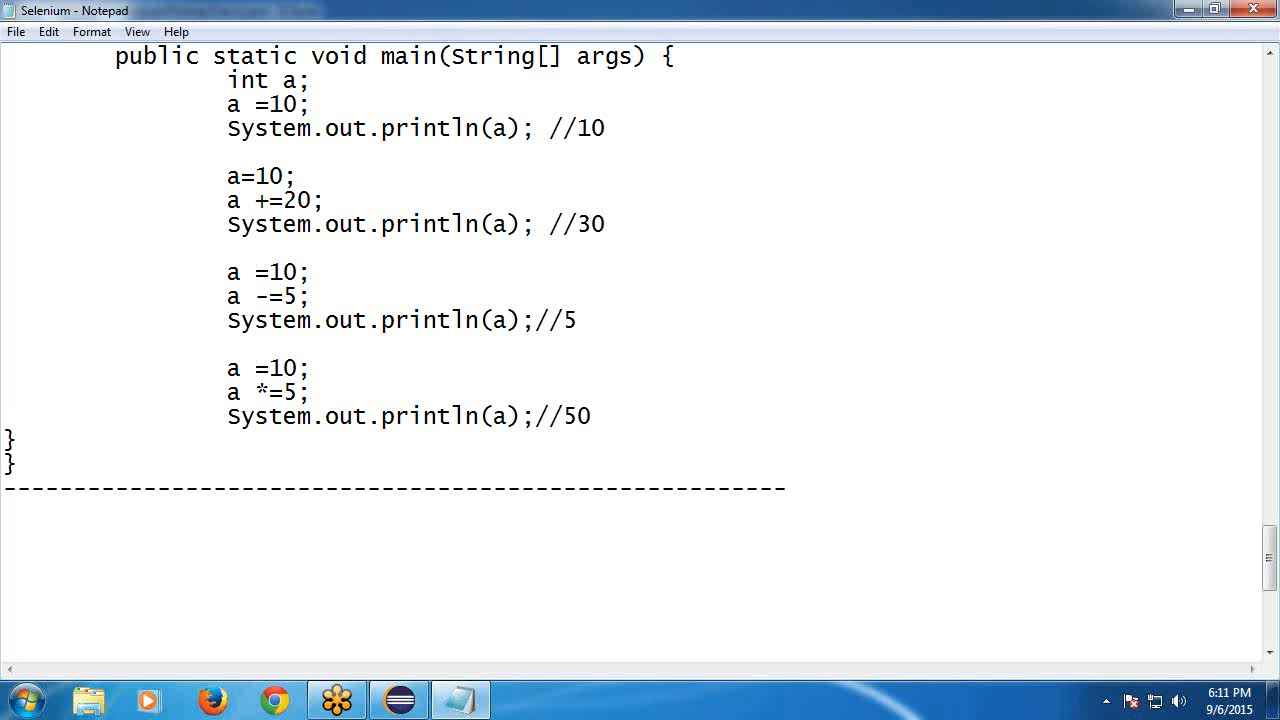 Selenium - Notepad
File Edit Format View Help
public static void main(String[] args) {
int a;
a =10;
System.out.println(a); //10
a=10;
a +=20;
System.out.println(a); //30
a =10;
a -=5;
System.out.println(a);//5
a =10;
a *=5;
System.out.println(a);//50
}
}
--------------------------------------------------------
6:11 PM
9/6/2015